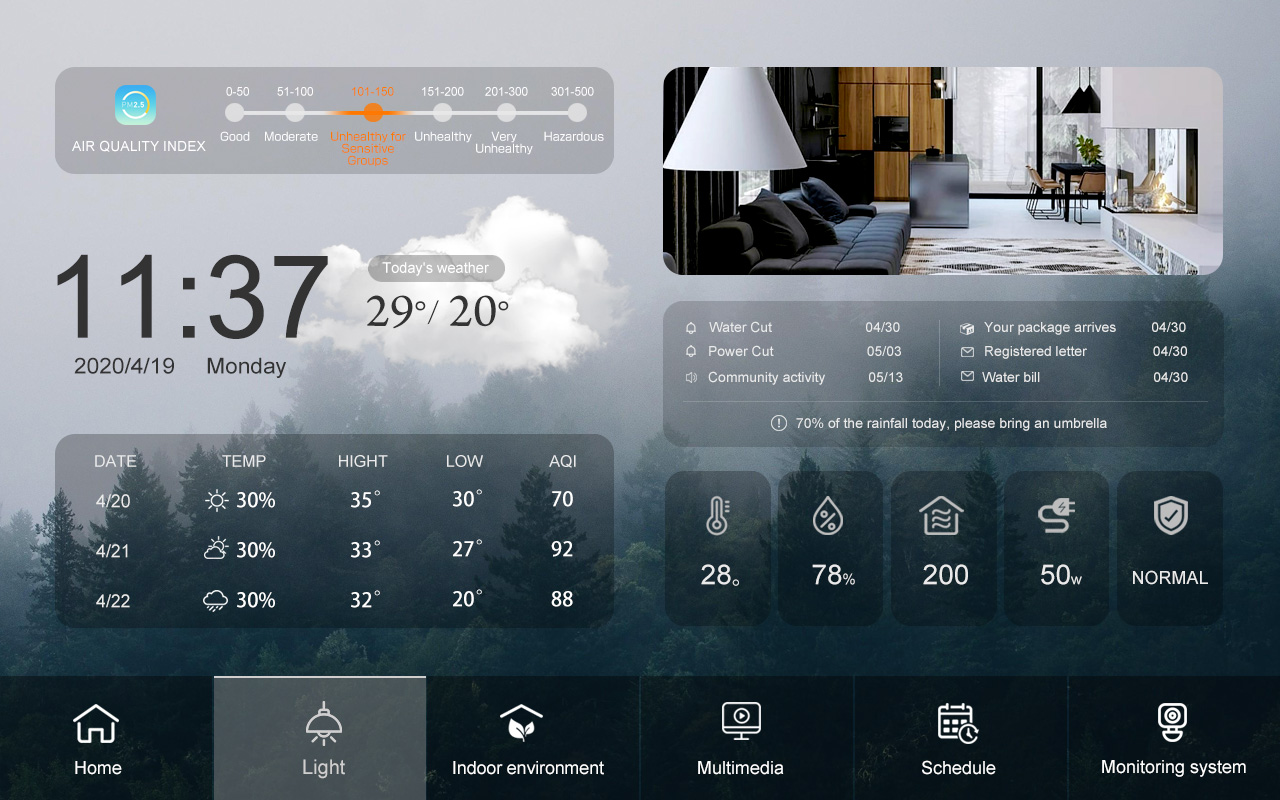 0-50 51-100 101-150 151-200 201-300 301-500
PM2.5
Good Moderate Unhealthy for Unhealthy Very Hazardous
AIR QUALITY INDEX
Sensitive Unhealthy
Groups
11:37
Today's weather
29°/ 20°
2020/4/19 Monday
Water Cut 04/30
Power Cut 05/03
Community activity 05/13
Your package arrives 04/30
Registered letter 04/30
Water bill 04/30
70% of the rainfall today, please bring an umbrella
DATE TEMP HIGHT LOW AQI
4/20 30% 35° 30° 70
4/21 30% 33° 27° 92
4/22 30% 32° 20° 88
28° 78% 200 50w NORMAL
Home Light Indoor environment Multimedia Schedule Monitoring system